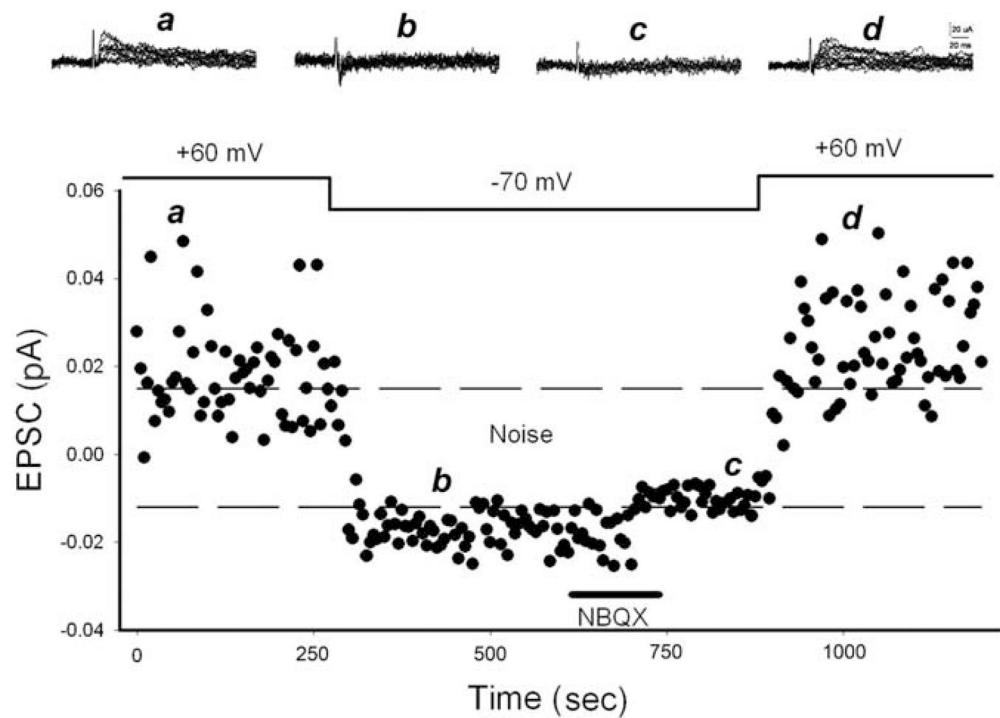 a b c d
20 uA
20 ms
+60 mV -70 mV +60 mV
0.06
0.04
0.02
0.00
-0.02
-0.04
EPSC (pA)
a
d
Noise
b
c
NBQX
0 250 500 750 1000
Time (sec)